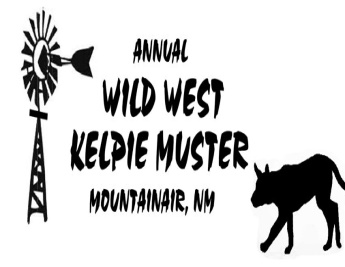 ANNUAL
WILD WEST
KELPIE MUSTER
MOUNTAINAIR, NM